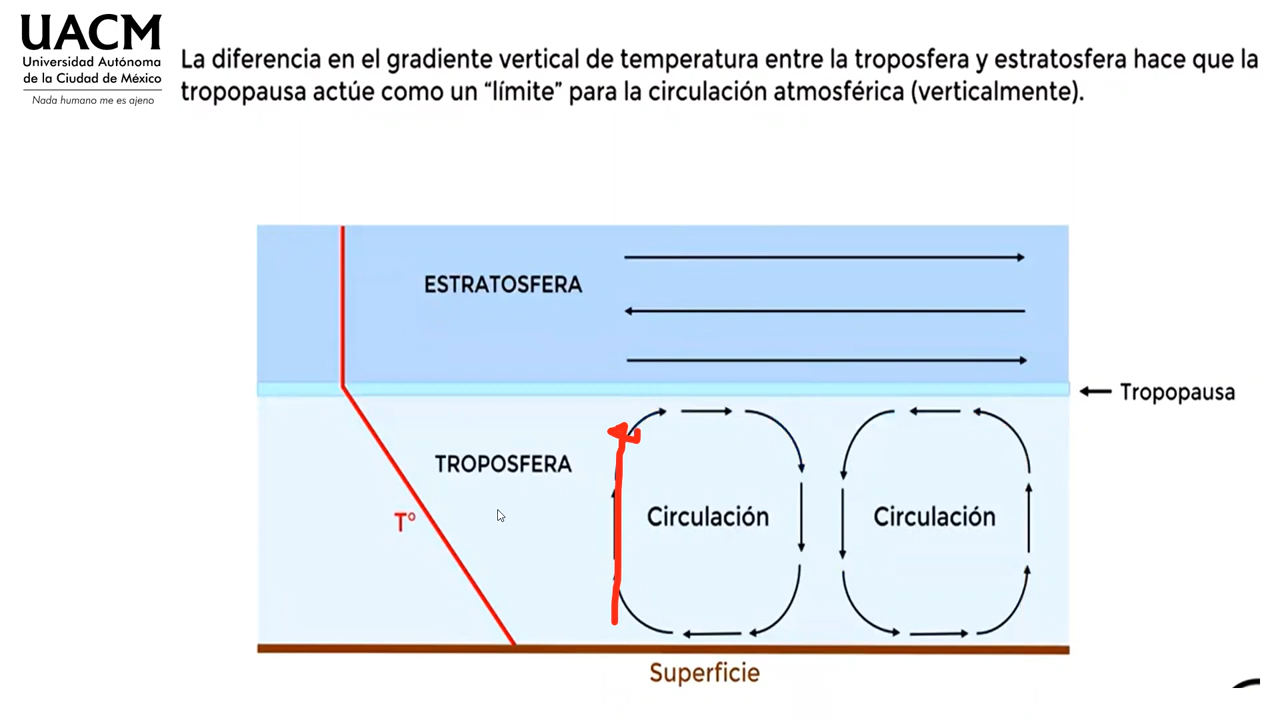 UACM
Universidad Autónoma
de la Ciudad de México
Nada humano me es ajeno
La diferencia en el gradiente vertical de temperatura entre la troposfera y estratosfera hace que la
tropopausa actúe como un “límite” para la circulación atmosférica (verticalmente).
ESTRATOSFERA
Tropopausa
TROPOSFERA
T°
Circulación
Circulación
Superficie